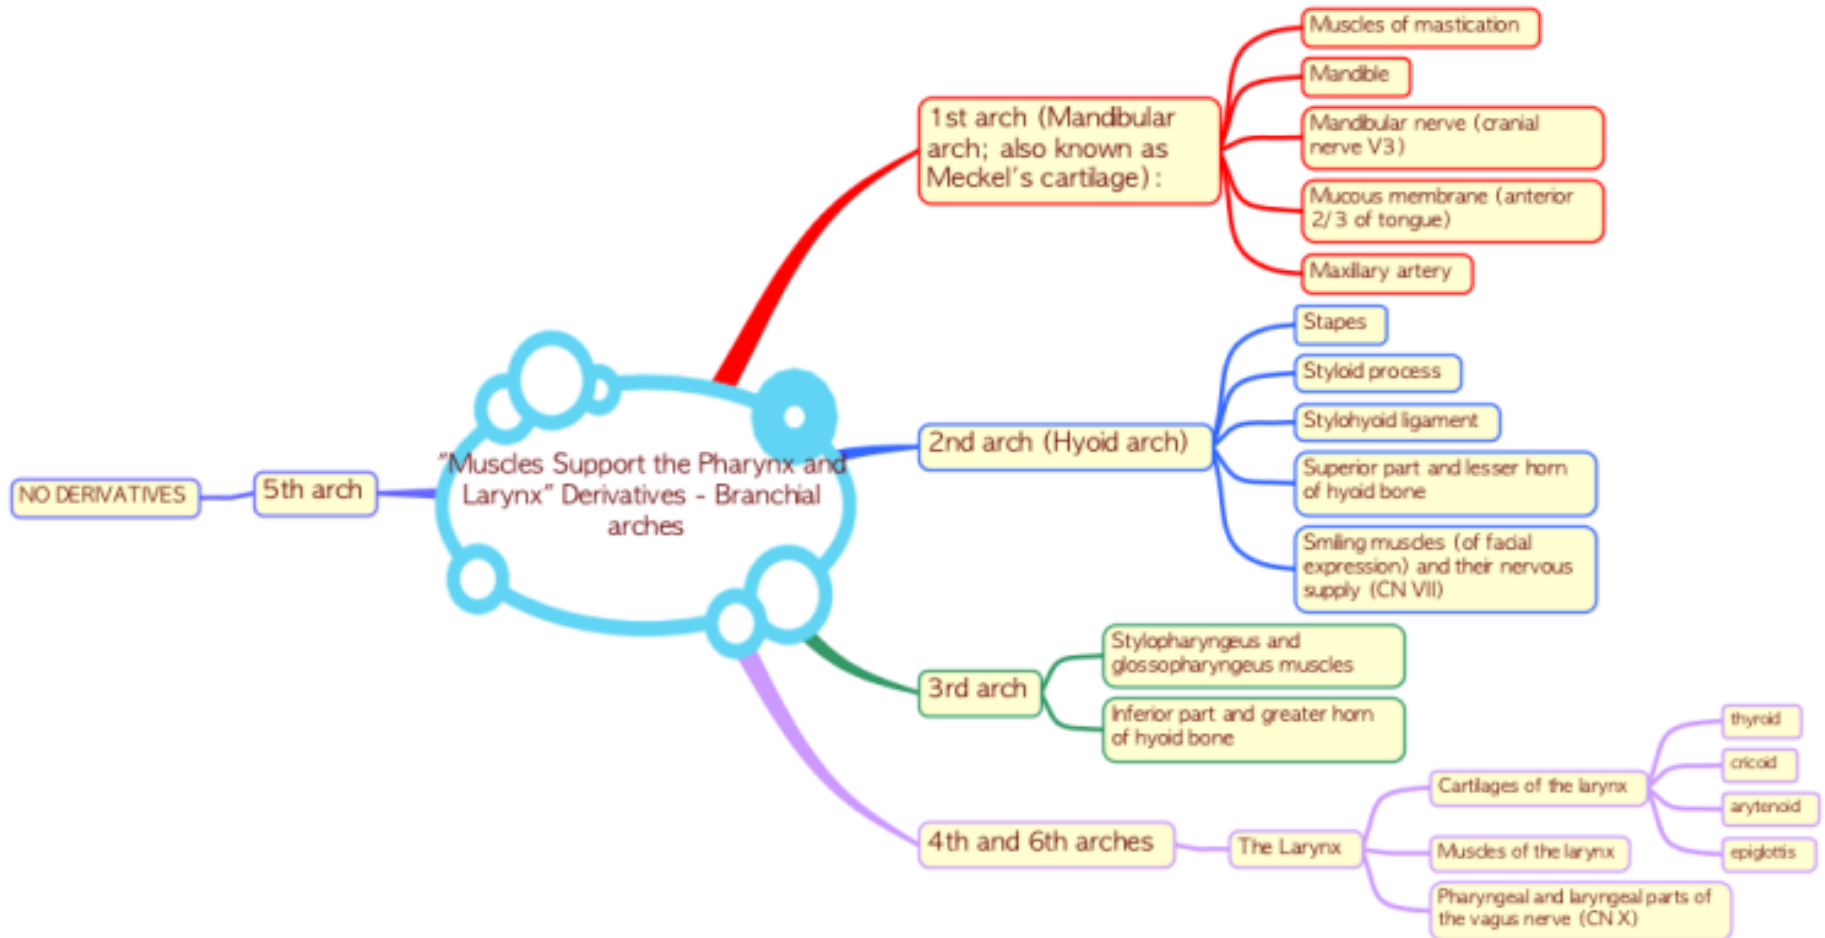 Muscles of mastication
Mandible
1st arch (Mandibular
arch; also known as
Meckel's cartilage):
Mandibular nerve (cranial
nerve V3)
Mucous membrane (anterior
2/3 of tongue)
Maxillary artery
2nd arch (Hyoid arch)
Stapes
Styloid process
Stylohyoid ligament
Superior part and lesser horn
of hyoid bone
Smiling muscles (of facial
expression) and their nervous
supply (CN VII)
"Muscles Support the Pharynx and
Larynx" Derivatives - Branchial
arches
5th arch
NO DERIVATIVES
3rd arch
Stylopharyngeus and
glossopharyngeus muscles
Inferior part and greater horn
of hyoid bone
4th and 6th arches
The Larynx
Cartilages of the larynx
thyroid
cricoid
arytenoid
epiglottis
Muscles of the larynx
Pharyngeal and laryngeal parts of
the vagus nerve (CN X)